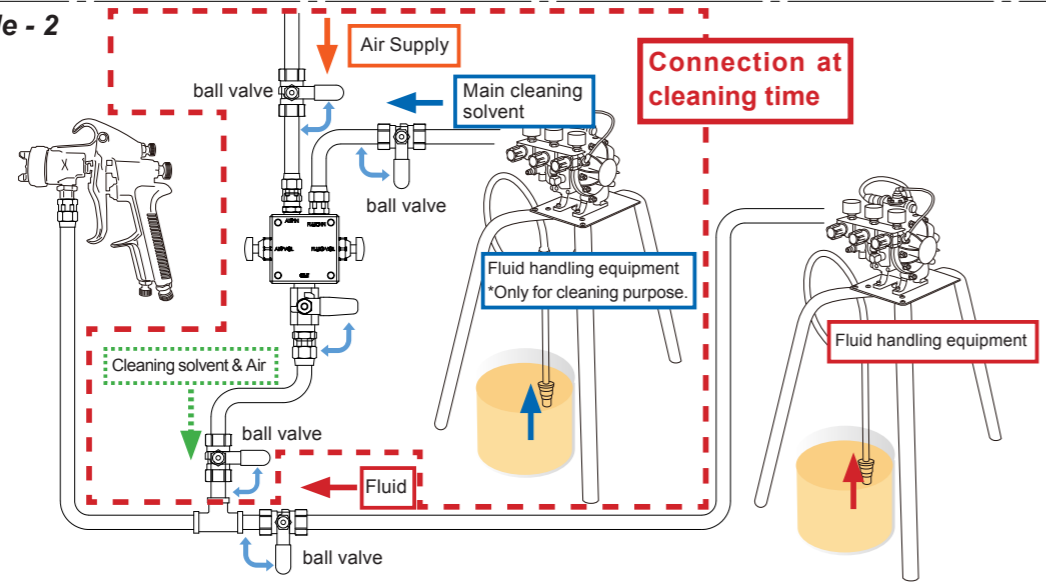 le - 2
Air Supply
ball valve
Main cleaning
solvent
Connection at
cleaning time
ball valve
Fluid handling equipment
*Only for cleaning purpose.
Fluid handling equipment
Cleaning solvent & Air
ball valve
Fluid
ball valve